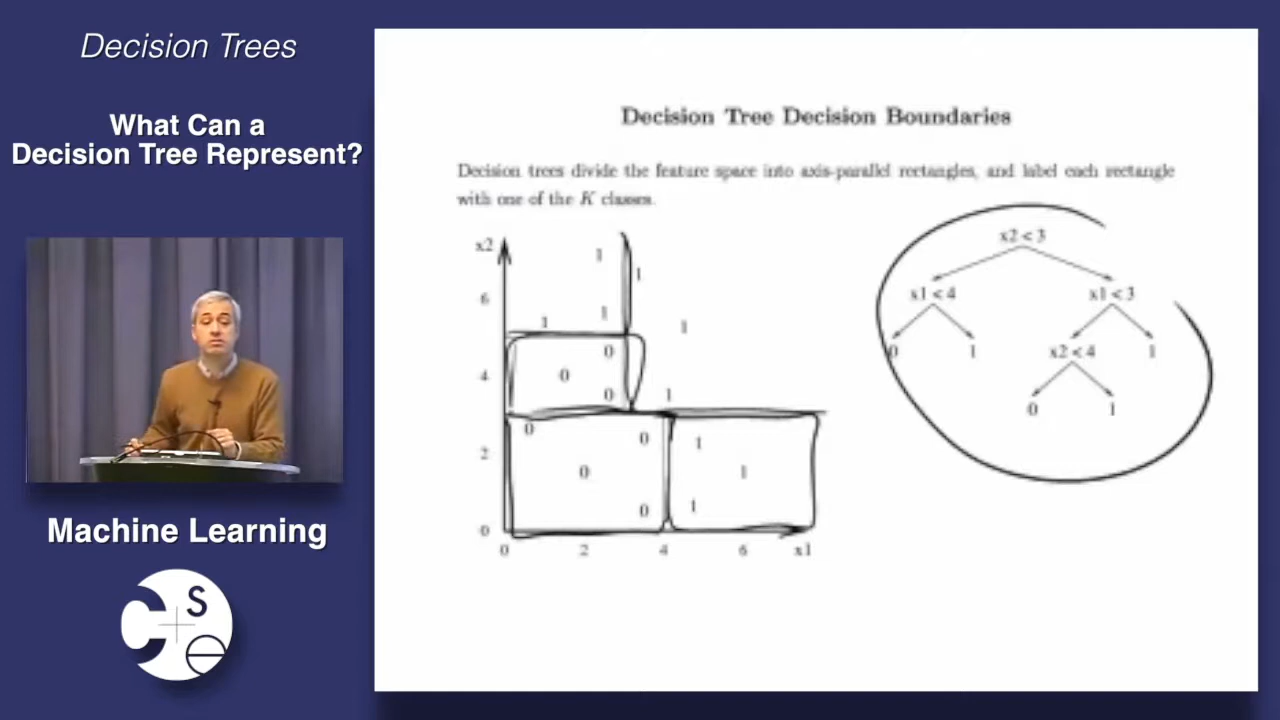 Decision Trees
What Can a
Decision Tree Represent?
Machine Learning
C S e
Decision Tree Decision Boundaries
Decision trees divide the feature space into axis-parallel rectangles, and label each rectangle
with one of the K classes.
x2
1
1
6
1
1
1
0
4
0
0
1
0
0
1
2
0
1
0
1
0
0
2
4
6
x1
x2 < 3
x1 < 4
x1 < 3
0
1
x2 < 4
1
0
1